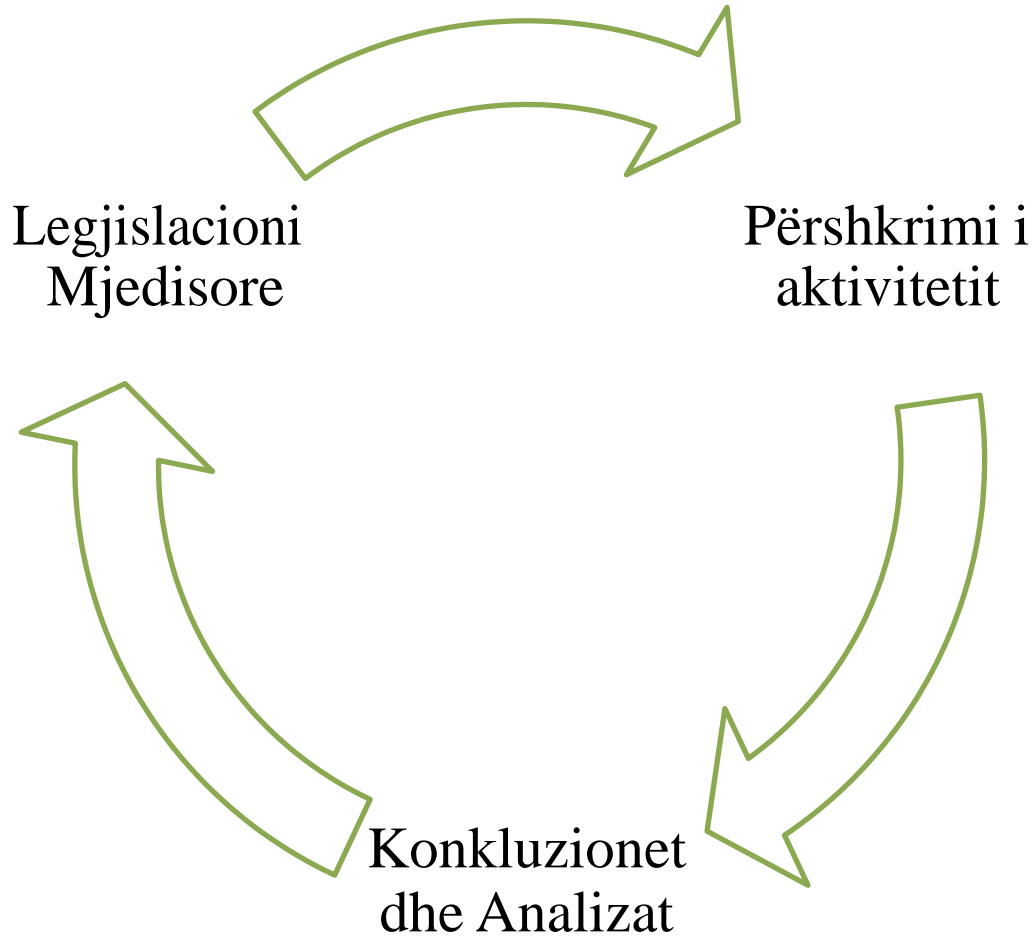 Legjislacioni
Mjedisore
Përshkrimi i
aktivitetit
Konkluzionet
dhe Analizat